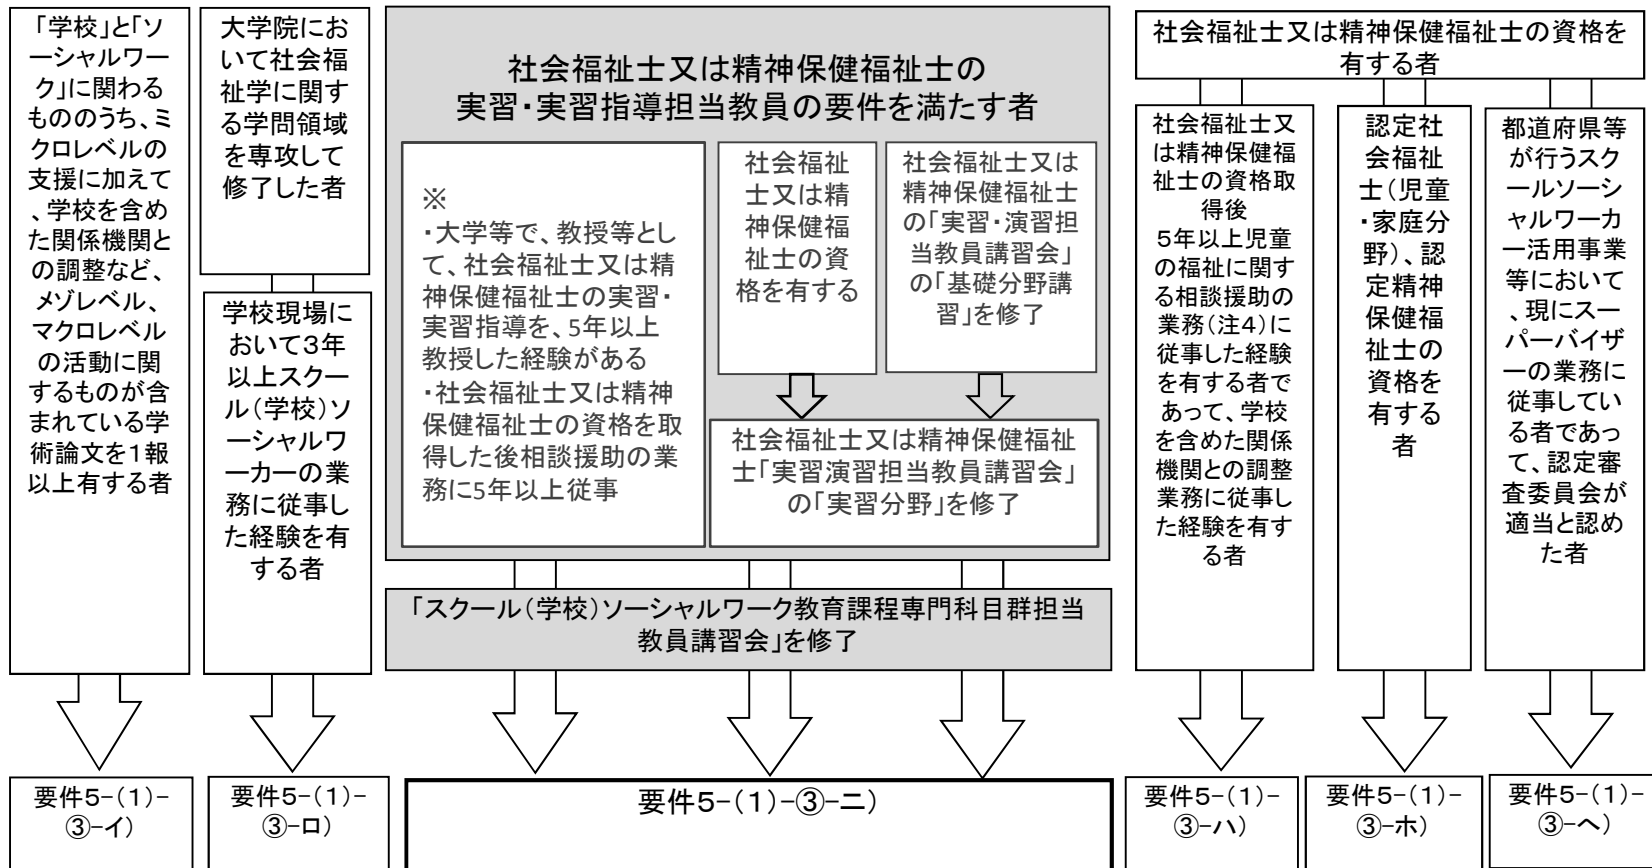 「学校」と「ソ
ーシャルワー
ク」に関わる
もののうち、ミ
クロレベルの
支援に加えて
、学校を含め
た関係機関と
の調整など、
メゾレベル、
マクロレベル
の活動に関
するものが含
まれている学
術論文を1報
以上有する者
大学院にお
いて社会福
祉学に関す
る学問領域
を専攻して
修了した者
学校現場に
おいて3年
以上スクー
ル(学校)ソ
ーシャルワ
ーカーの業
務に従事し
た経験を有
する者
社会福祉士又は精神保健福祉士の
実習・実習指導担当教員の要件を満たす者
※
・大学等で、教授等とし
て、社会福祉士又は精
神保健福祉士の実習・
実習指導を、5年以上
教授した経験がある
・社会福祉士又は精神
保健福祉士の資格を取
得した後相談援助の業
務に5年以上従事
社会福祉
士又は精
神保健福
祉士の資
格を有する
社会福祉士又は
精神保健福祉士
の「実習・演習担
当教員講習会」
の「基礎分野講
習」を修了
社会福祉士又は精神保健福祉
士「実習演習担当教員講習会」
の「実習分野」を修了
「スクール(学校)ソーシャルワーク教育課程専門科目群担当
教員講習会」を修了
社会福祉士又は精神保健福祉士の資格を
有する者
社会福祉士又
は精神保健福
祉士の資格取
得後
5年以上児童
の福祉に関す
る相談援助の
業務(注4)に
従事した経験
を有する者で
あって、学校
を含めた関係
機関との調整
業務に従事し
た経験を有す
る者
認定社
会福祉
士(児童
・家庭分
野)、認
定精神
保健福
祉士の
資格を
有する
者
都道府県等
が行うスク
ールソーシ
ャルワーカ
ー活用事業
等において
、現にスー
パーバイザ
ーの業務に
従事してい
る者であっ
て、認定審
査委員会が
適当と認め
た者
要件5-(1)-
③-イ)
要件5-(1)-
③-ロ)
要件5-(1)-③-ニ)
要件5-(1)-
③-ハ)
要件5-(1)-
③-ホ)
要件5-(1)-
③-ヘ)